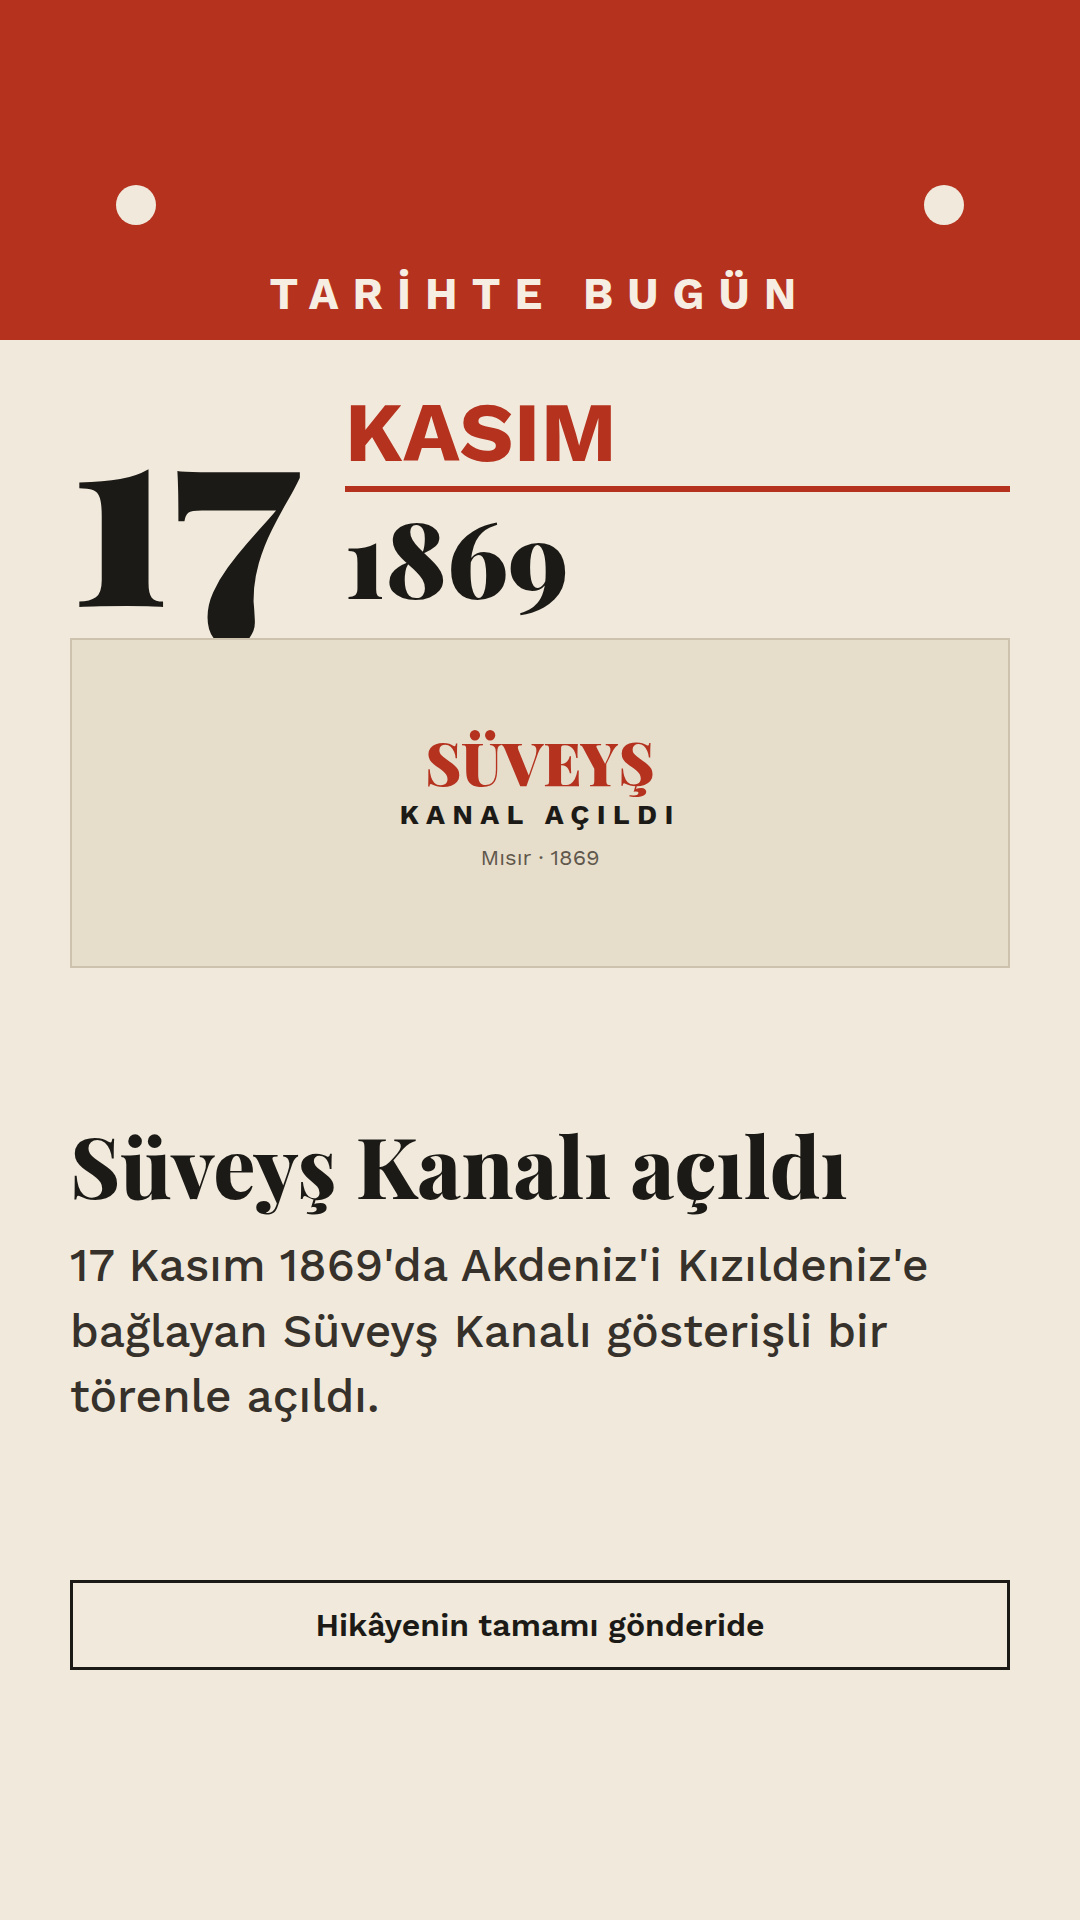 TARİHTE BUGÜN
17
KASIM
1869
SÜVEYŞ
KANAL AÇILDI
Mısır · 1869
Süveyş Kanalı açıldı
17 Kasım 1869'da Akdeniz'i Kızıldeniz'e
bağlayan Süveyş Kanalı gösterişli bir
törenle açıldı.
Hikâyenin tamamı gönderide